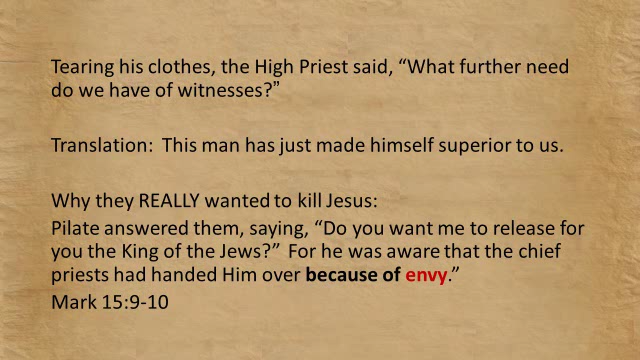 Tearing his clothes, the High Priest said, “What further need
do we have of witnesses?”
Translation:  This man has just made himself superior to us.
Why they REALLY wanted to kill Jesus:
Pilate answered them, saying, “Do you want me to release for
you the King of the Jews?”  For he was aware that the chief
priests had handed Him over because of envy.”
Mark 15:9-10